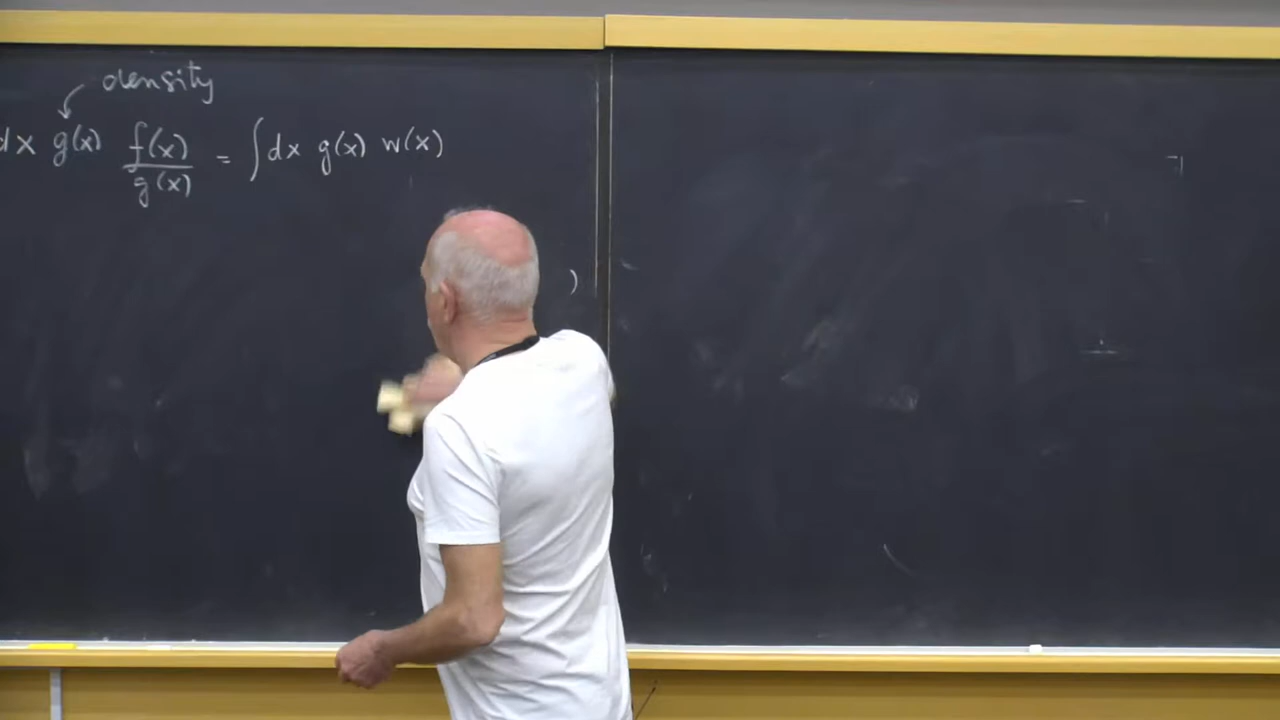 density
dx g(x) f(x)/g(x) = ∫dx g(x) w(x)
)